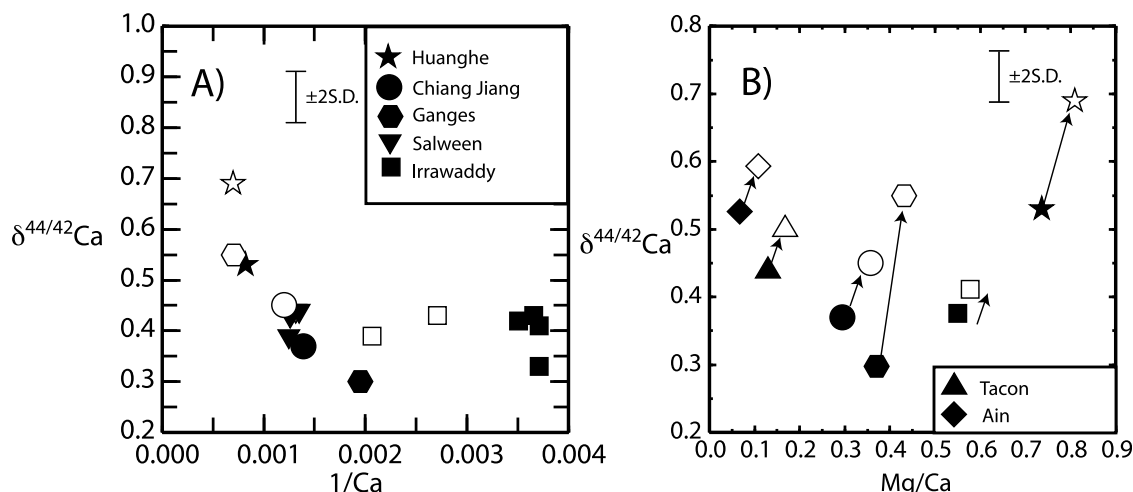 1.0
0.9
0.8
0.7
0.6
0.5
0.4
0.3
0.2
δ44/42Ca
A)
±2S.D.
Huanghe
Chiang Jiang
Ganges
Salween
Irrawaddy
0.000
0.001
0.002
0.003
0.004
1/Ca
0.8
0.7
0.6
0.5
0.4
0.3
0.2
δ44/42Ca
B)
±2S.D.
Tacon
Ain
0.0
0.1
0.2
0.3
0.4
0.5
0.6
0.7
0.8
0.9
Mg/Ca